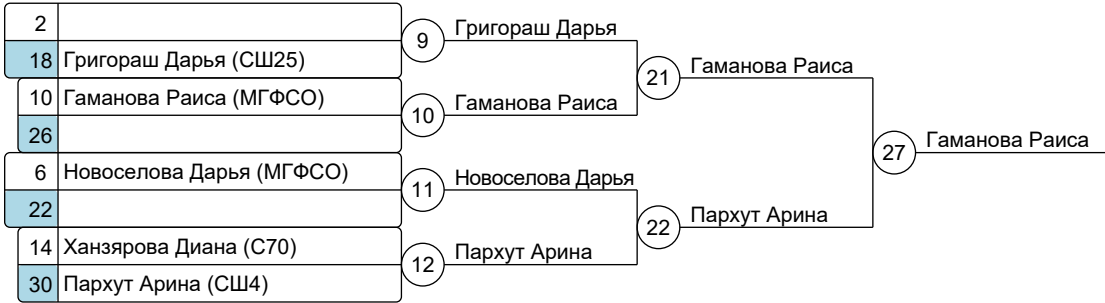 2
18 Григораш Дарья (СШ25)
10 Гаманова Раиса (МГФСО)
26
6 Новоселова Дарья (МГФСО)
22
14 Ханзярова Диана (С70)
30 Пархут Арина (СШ4)
9 Григораш Дарья
10 Гаманова Раиса
11 Новоселова Дарья
12 Пархут Арина
21 Гаманова Раиса
22 Пархут Арина
27 Гаманова Раиса